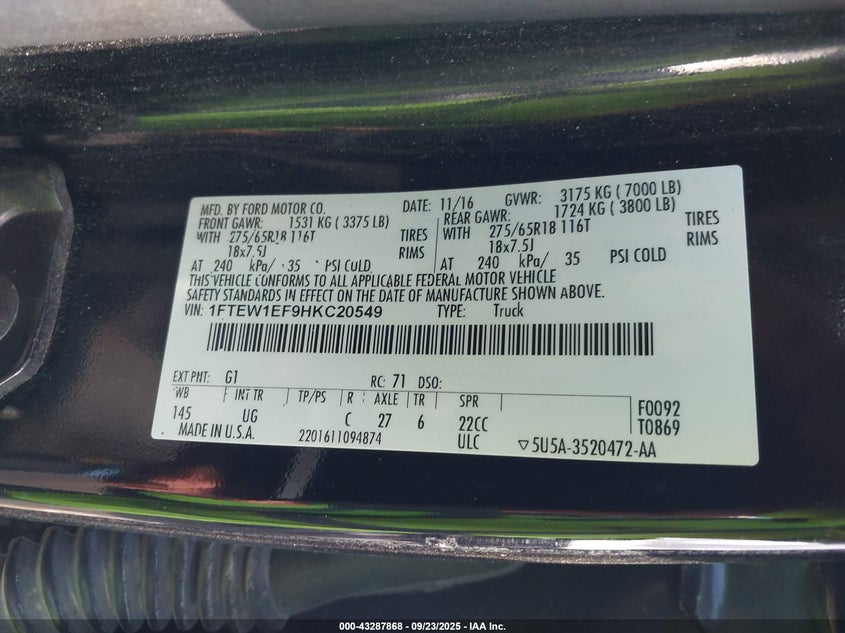 MFD. BY FORD MOTOR CO. DATE: 11/16 GVWR: 3175 KG ( 7000 LB)
FRONT GAWR: 1531 KG ( 3375 LB) REAR GAWR: 1724 KG ( 3800 LB)
WITH 275/65R18 116T TIRES WITH 275/65R18 116T TIRES
18x7.5J RIMS 18x7.5J RIMS
AT 240 kPa/ 35 PSI COLD AT 240 kPa/ 35 PSI COLD
THIS VEHICLE CONFORMS TO ALL APPLICABLE FEDERAL MOTOR VEHICLE
SAFETY STANDARDS IN EFFECT ON THE DATE OF MANUFACTURE SHOWN ABOVE.
VIN: 1FTEW1EF9HKC20549 TYPE: Truck
EXT PNT: G1 RC: 71 DSO:
WB INT TR TP/PS R AXLE TR SPR F0092
145 UG C 27 6 22CC T0869
MADE IN U.S.A. 2201611094874 ULC ▽5U5A-3520472-AA
000-43287868 - 09/23/2025 - IAA Inc.